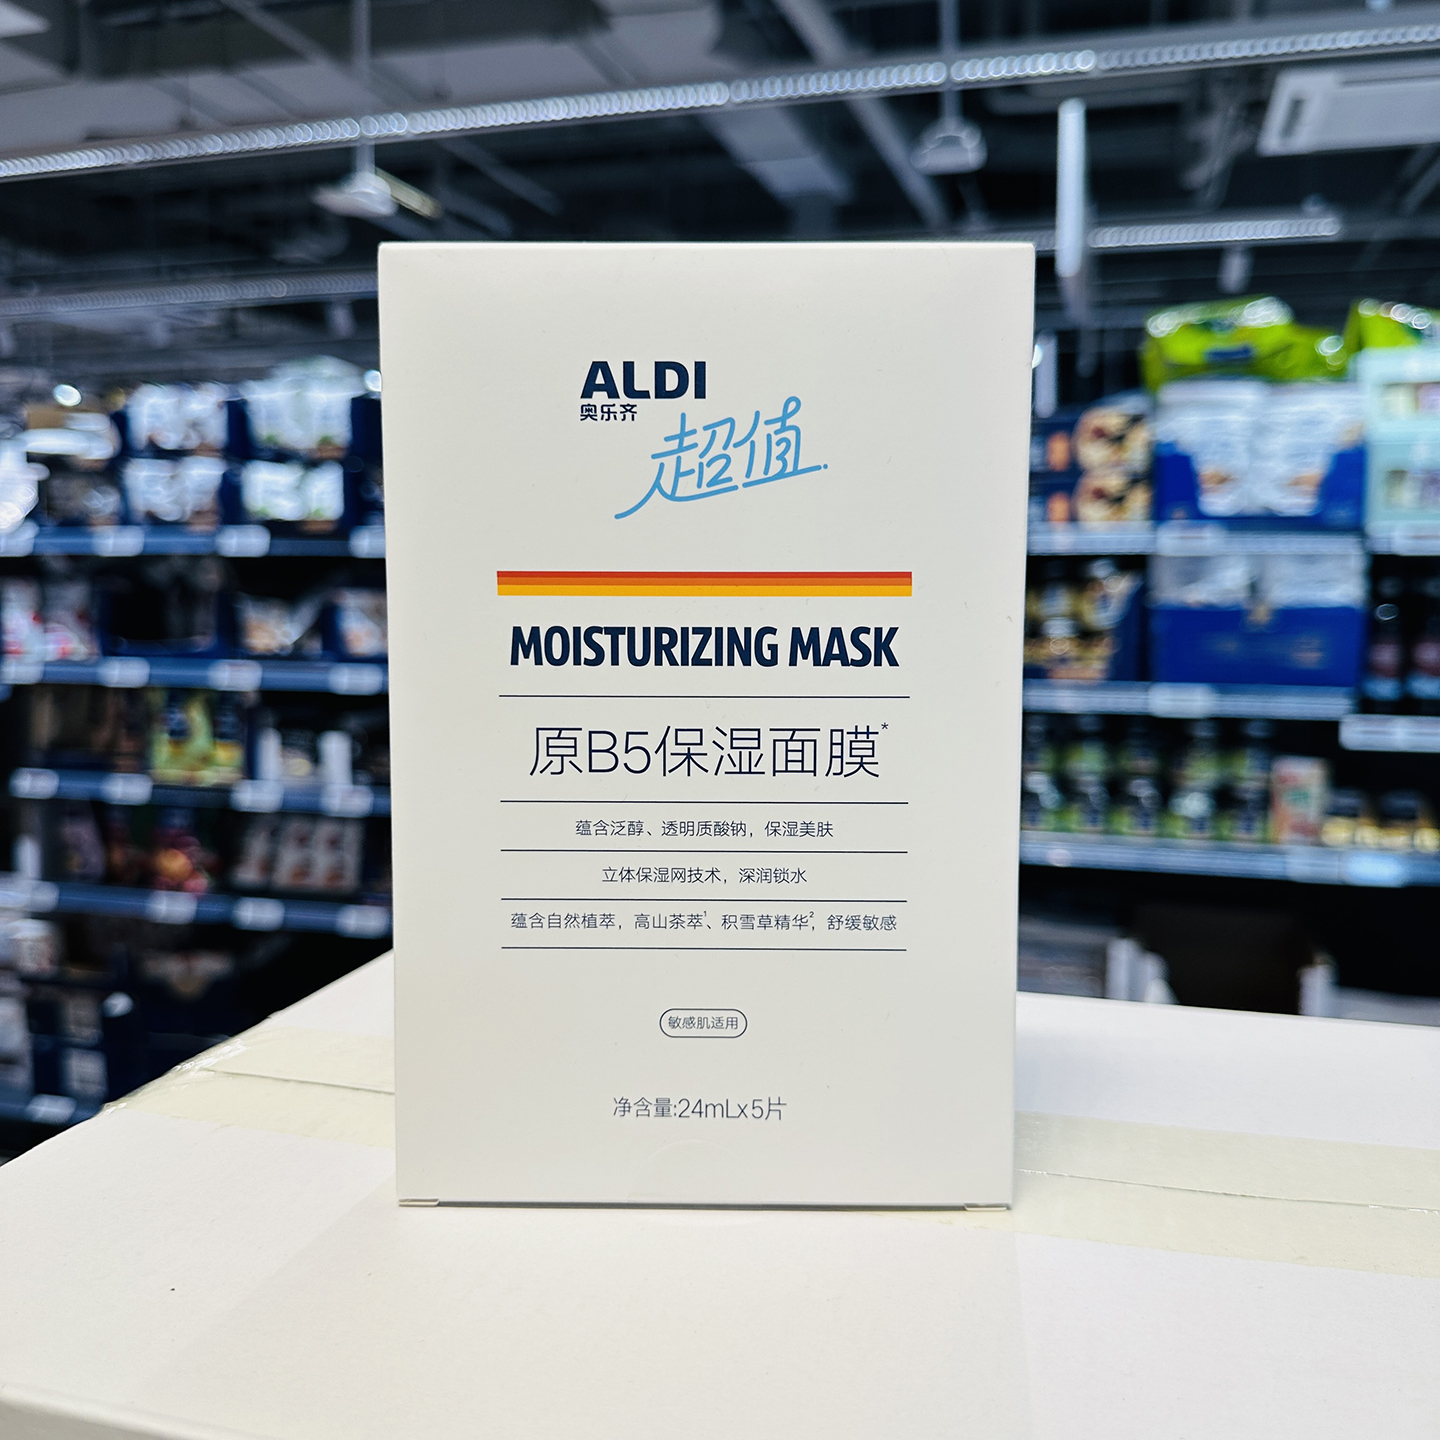 ALDI
奥乐齐
超值.
MOISTURIZING MASK
原B5保湿面膜*
蕴含泛醇、透明质酸钠，保湿美肤
立体保湿网技术，深润锁水
蕴含自然植萃，高山茶萃¹、积雪草精华²，舒缓敏感
敏感肌适用
净含量:24mLx5片